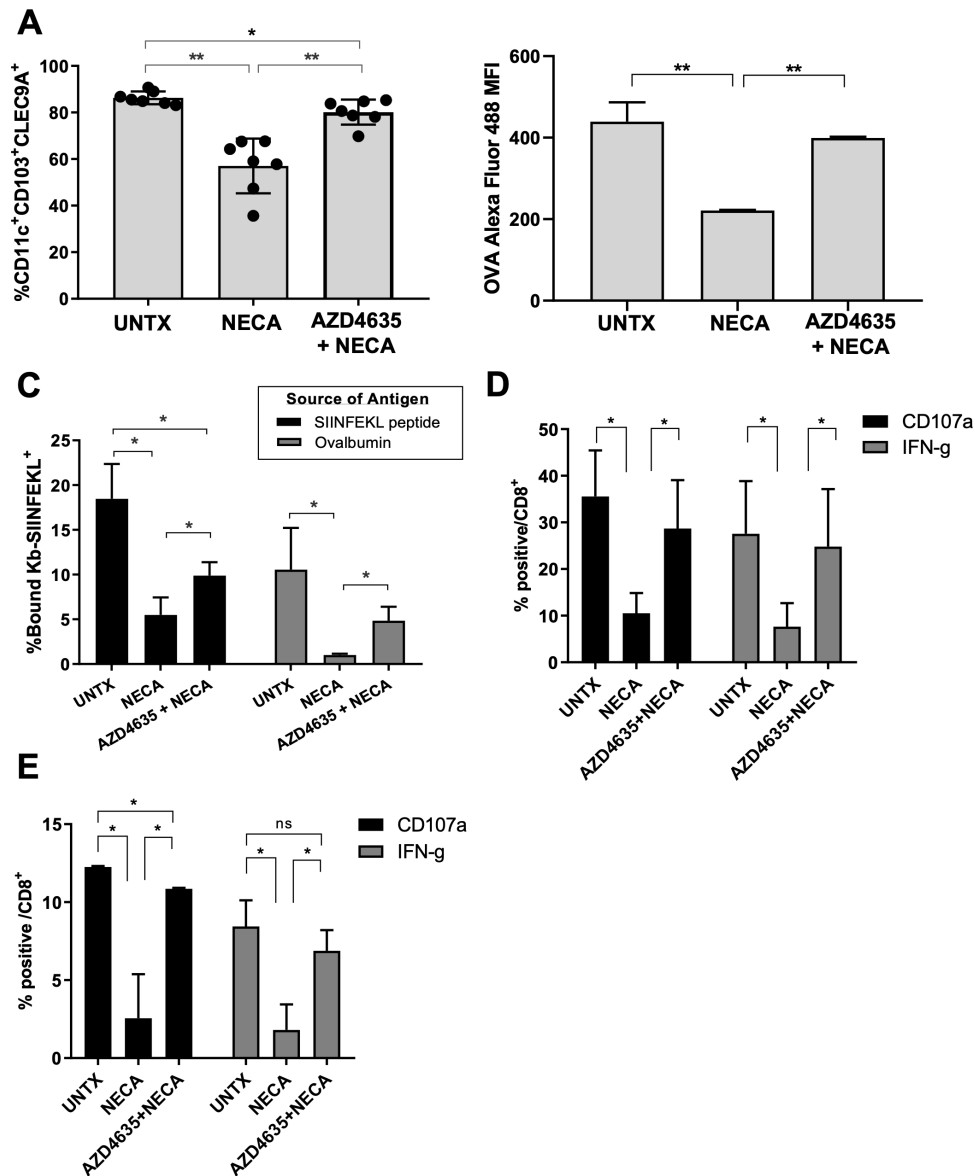 A
%CD11c+CD103+CLEC9A+
100
80
60
40
20
0
*
**
**
UNTX
NECA
AZD4635
+ NECA
OVA Alexa Fluor 488 MFI
600
400
200
0
**
**
UNTX
NECA
AZD4635
+ NECA
C
Source of Antigen
SIINFEKL peptide
Ovalbumin
%Bound Kb-SIINFEKL+
25
20
15
10
5
0
*
*
*
*
*
UNTX
NECA
AZD4635 + NECA
UNTX
NECA
AZD4635 + NECA
D
CD107a
IFN-g
% positive/CD8+
50
40
30
20
10
0
*
*
*
*
UNTX
NECA
AZD4635+NECA
UNTX
NECA
AZD4635+NECA
E
CD107a
IFN-g
% positive /CD8+
15
10
5
0
*
*
*
ns
*
*
UNTX
NECA
AZD4635+NECA
UNTX
NECA
AZD4635+NECA